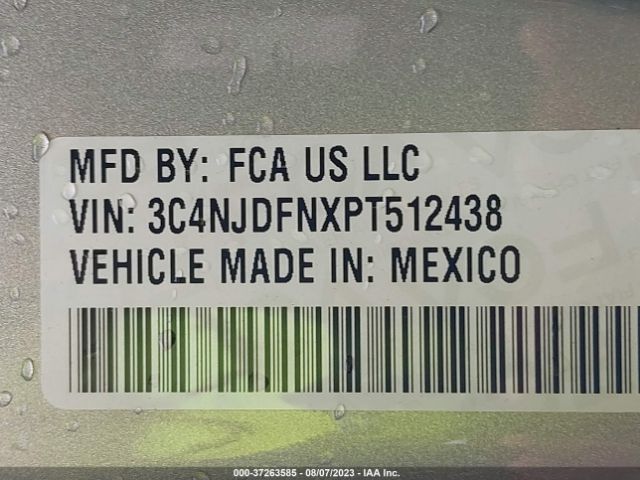 MFD BY: FCA US LLC
VIN: 3C4NJDFNXPT512438
VEHICLE MADE IN: MEXICO
000-37263585 - 08/07/2023 - IAA Inc.